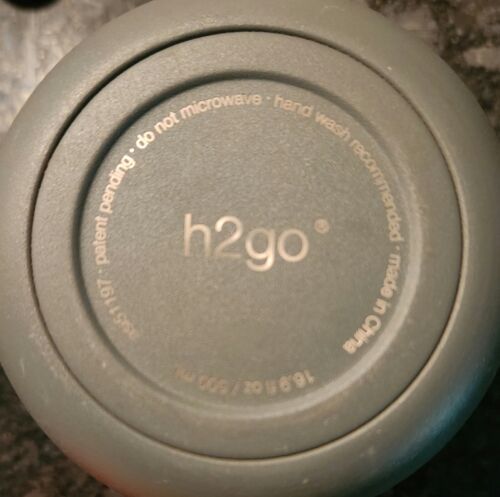 h2go®
patent pending · do not microwave · hand wash recommended · made in China
16.9 fl oz / 500 mL